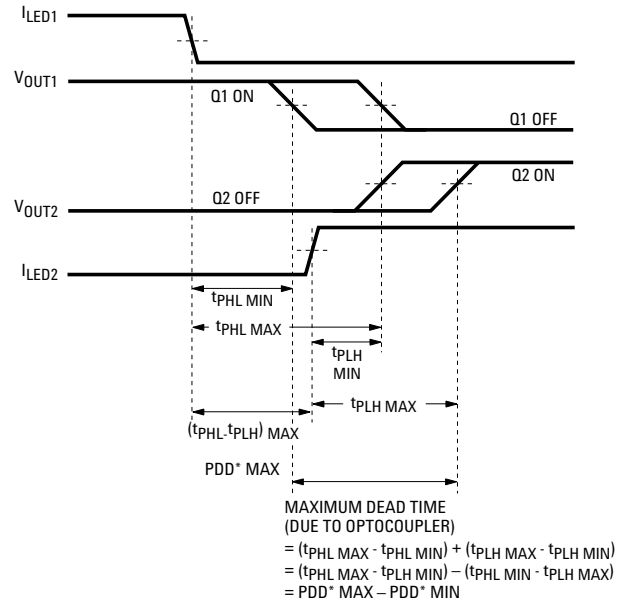 ILED1
VOUT1
Q1 ON
Q1 OFF
Q2 OFF
Q2 ON
VOUT2
ILED2
tPHL MIN
tPHL MAX
tPLH
MIN
tPLH MAX
(tPHL-tPLH) MAX
PDD* MAX
MAXIMUM DEAD TIME
(DUE TO OPTOCOUPLER)
= (tPHL MAX - tPHL MIN) + (tPLH MAX - tPLH MIN)
= (tPHL MAX - tPLH MIN) – (tPHL MIN - tPLH MAX)
= PDD* MAX – PDD* MIN